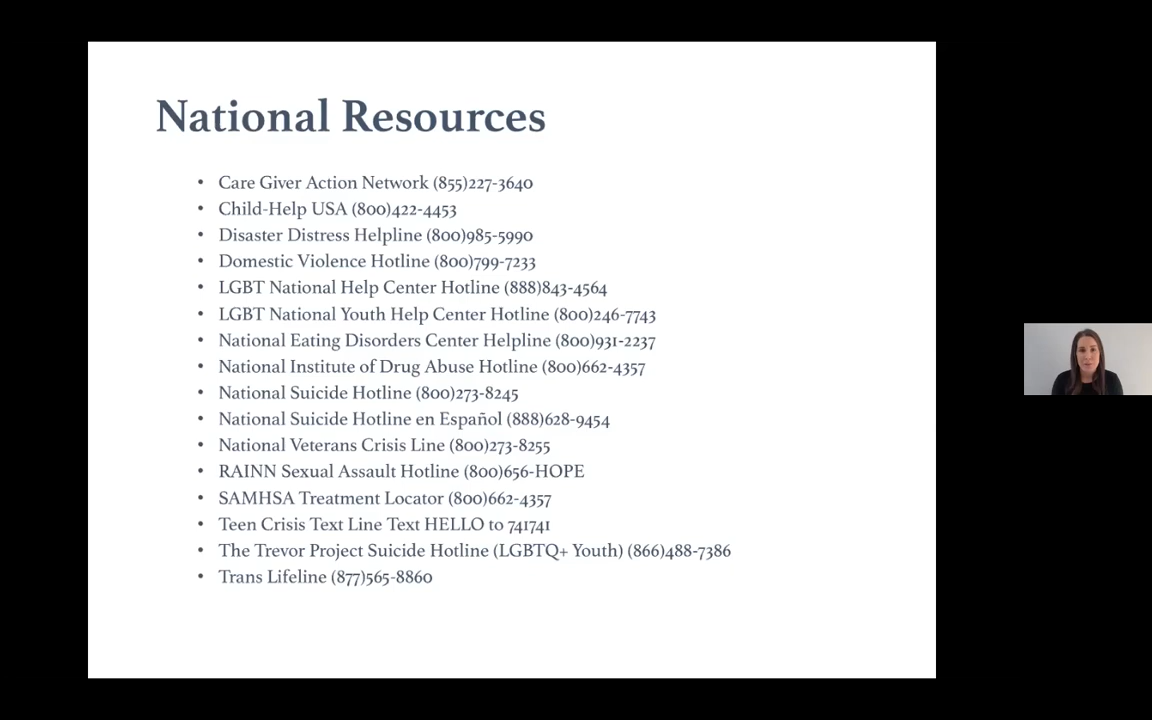 National Resources
• Care Giver Action Network (855)227-3640
• Child-Help USA (800)422-4453
• Disaster Distress Helpline (800)985-5990
• Domestic Violence Hotline (800)799-7233
• LGBT National Help Center Hotline (888)843-4564
• LGBT National Youth Help Center Hotline (800)246-7743
• National Eating Disorders Center Helpline (800)931-2237
• National Institute of Drug Abuse Hotline (800)662-4357
• National Suicide Hotline (800)273-8245
• National Suicide Hotline en Español (888)628-9454
• National Veterans Crisis Line (800)273-8255
• RAINN Sexual Assault Hotline (800)656-HOPE
• SAMHSA Treatment Locator (800)662-4357
• Teen Crisis Text Line Text HELLO to 741741
• The Trevor Project Suicide Hotline (LGBTQ+ Youth) (866)488-7386
• Trans Lifeline (877)565-8860